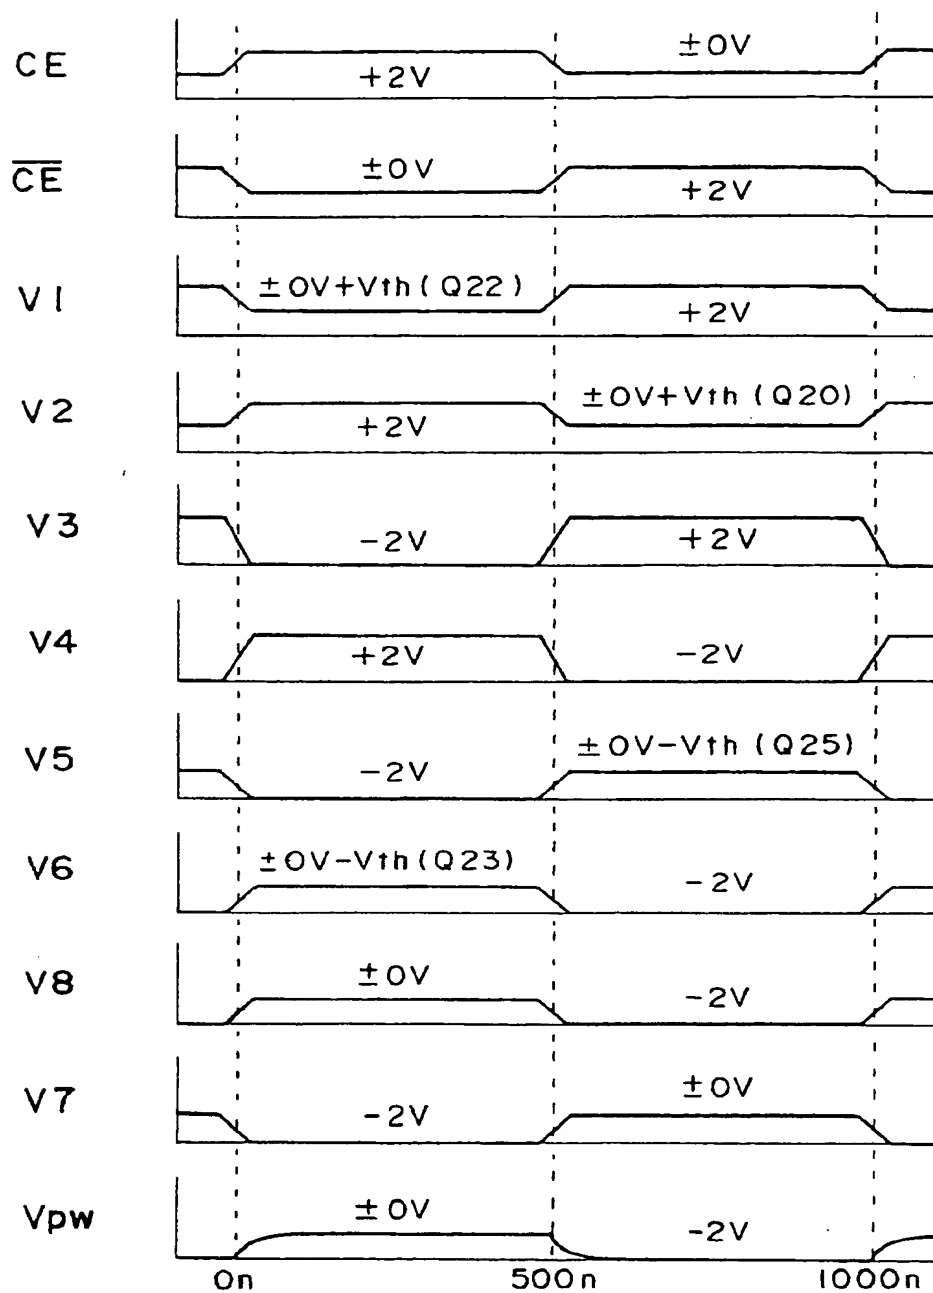 CE
±0V
+2V
C̅E̅
±0V
+2V
V1
±0V+Vth(Q22)
+2V
V2
±0V+Vth(Q20)
+2V
V3
-2V
+2V
V4
+2V
-2V
V5
±0V-Vth(Q25)
-2V
V6
±0V-Vth(Q23)
-2V
V8
±0V
-2V
V7
±0V
-2V
Vpw
±0V
-2V
0n 500n 1000n